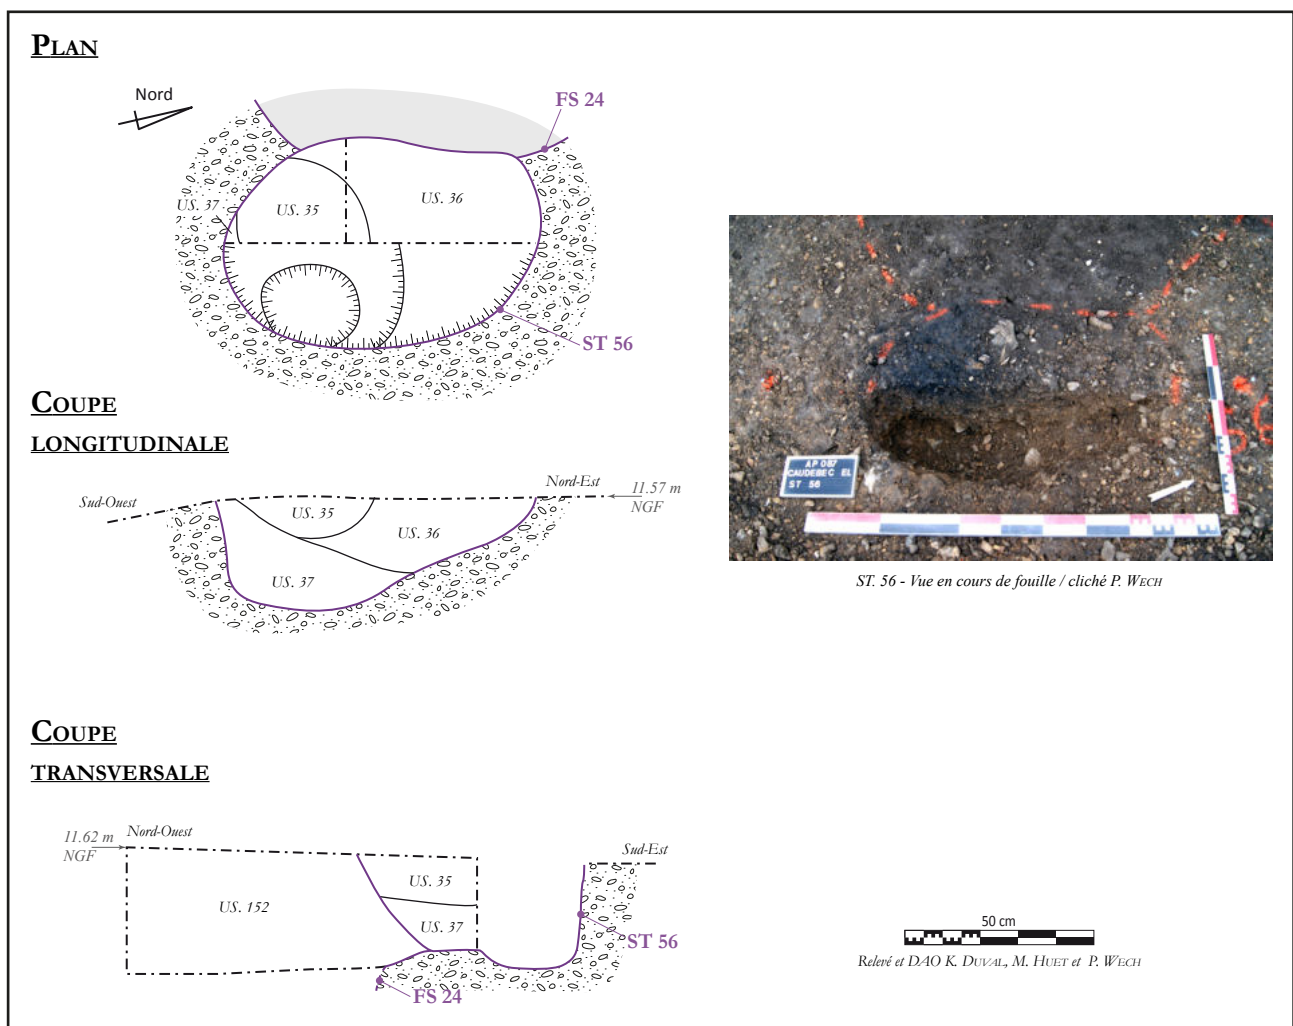 PLAN
Nord
FS 24
US. 37
US. 35
US. 36
ST 56
COUPE
LONGITUDINALE
Sud-Ouest
Nord-Est
11.57 m
NGF
US. 35
US. 36
US. 37
AP 087
CAUDEBEC EL
ST 56
56
ST. 56 - Vue en cours de fouille / cliché P. WECH
COUPE
TRANSVERSALE
11.62 m
NGF
Nord-Ouest
Sud-Est
US. 35
US. 152
US. 37
ST 56
FS 24
50 cm
Relevé et DAO K. DUVAL, M. HUET et P. WECH